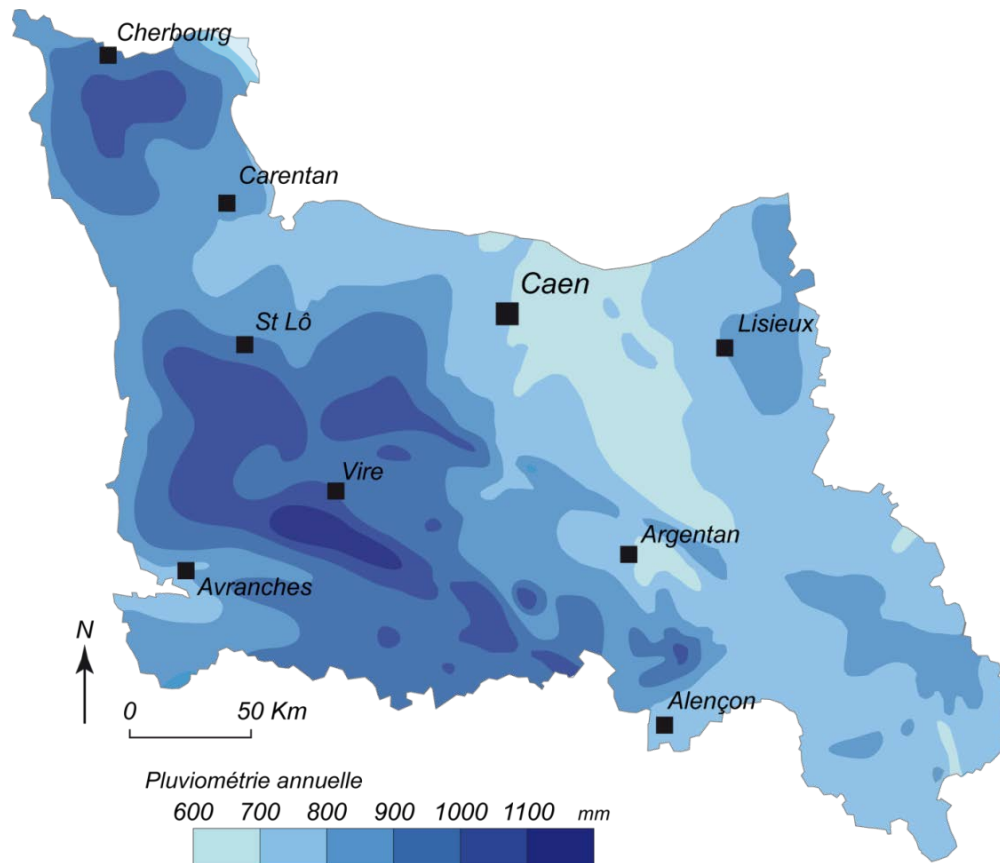 Cherbourg
Carentan
Caen
St Lô
Lisieux
Vire
Argentan
Avranches
N
Alençon
0 50 Km
Pluviométrie annuelle
600 700 800 900 1000 1100 mm